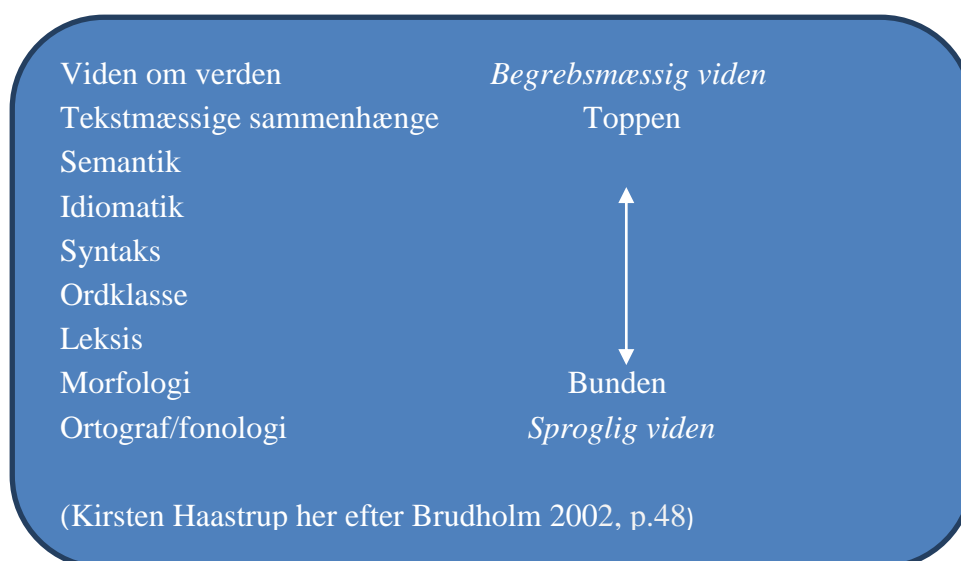 Viden om verden Begrebsmæssig viden
Tekstmæssige sammenhænge Toppen
Semantik
Idiomatik
Syntaks
Ordklasse
Leksis
Morfologi Bunden
Ortograf/fonologi Sproglig viden
(Kirsten Haastrup her efter Brudholm 2002, p.48)